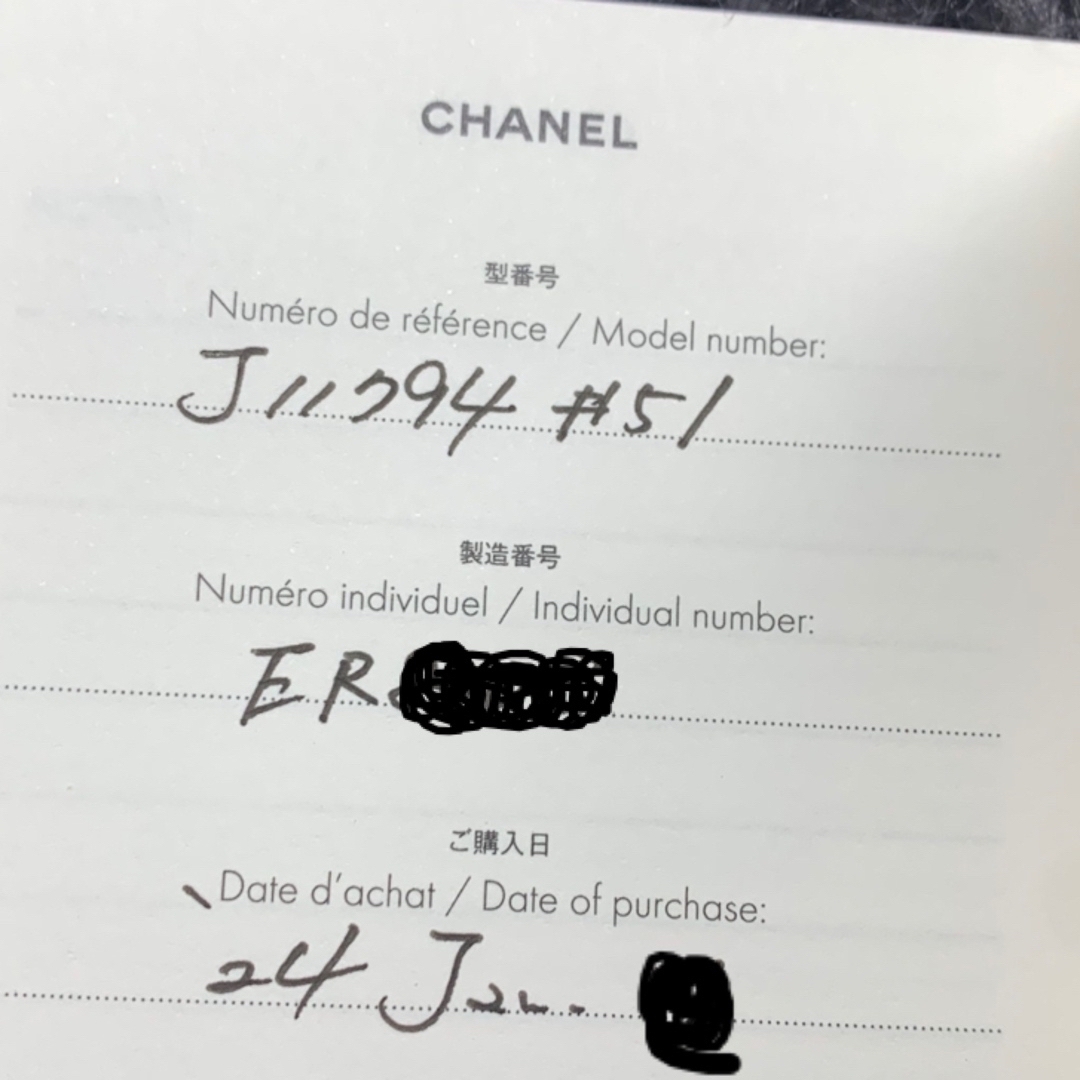 CHANEL
型番号
Numéro de référence / Model number:
J11794 #51
製造番号
Numéro individuel / Individual number:
ER
ご購入日
Date d'achat / Date of purchase:
24 Jan.